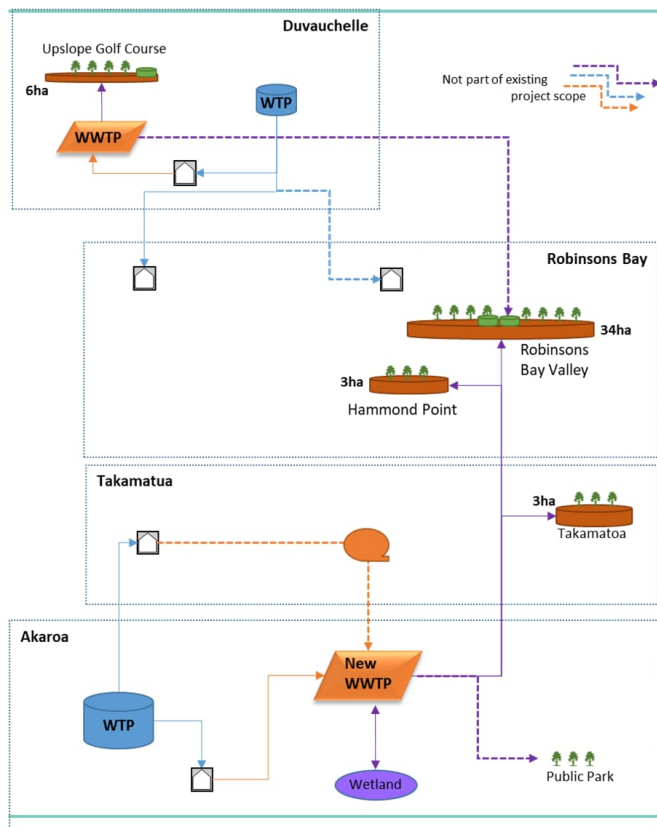 Duvauchelle
Upslope Golf Course
6ha
WTP
WWTP
Not part of existing
project scope
Robinsons Bay
34ha
Robinsons
Bay Valley
3ha
Hammond Point
Takamatua
3ha
Takamatoa
Akaroa
New
WWTP
WTP
Wetland
Public Park